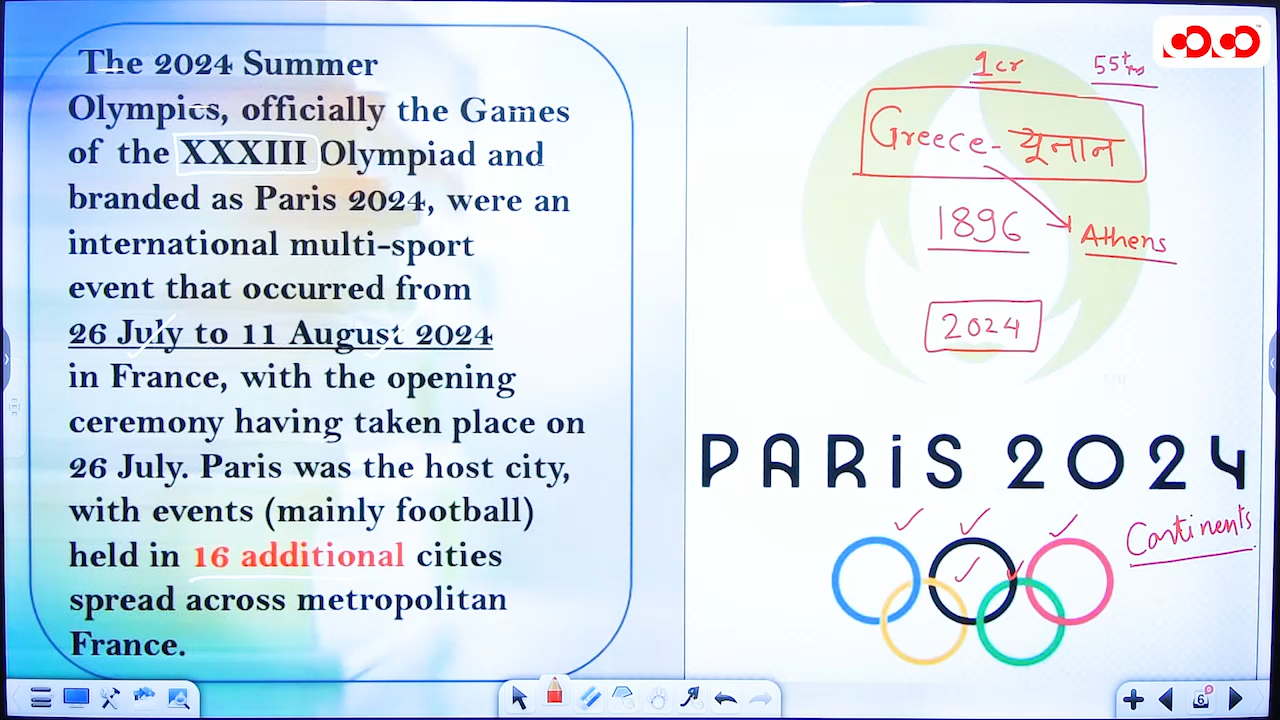 The 2024 Summer
Olympics, officially the Games
of the XXXIII Olympiad and
branded as Paris 2024, were an
international multi-sport
event that occurred from
26 July to 11 August 2024
in France, with the opening
ceremony having taken place on
26 July. Paris was the host city,
with events (mainly football)
held in 16 additional cities
spread across metropolitan
France.
1cr
Greece - यूनान
1896
Athens
2024
PARiS 2024
Continents
6